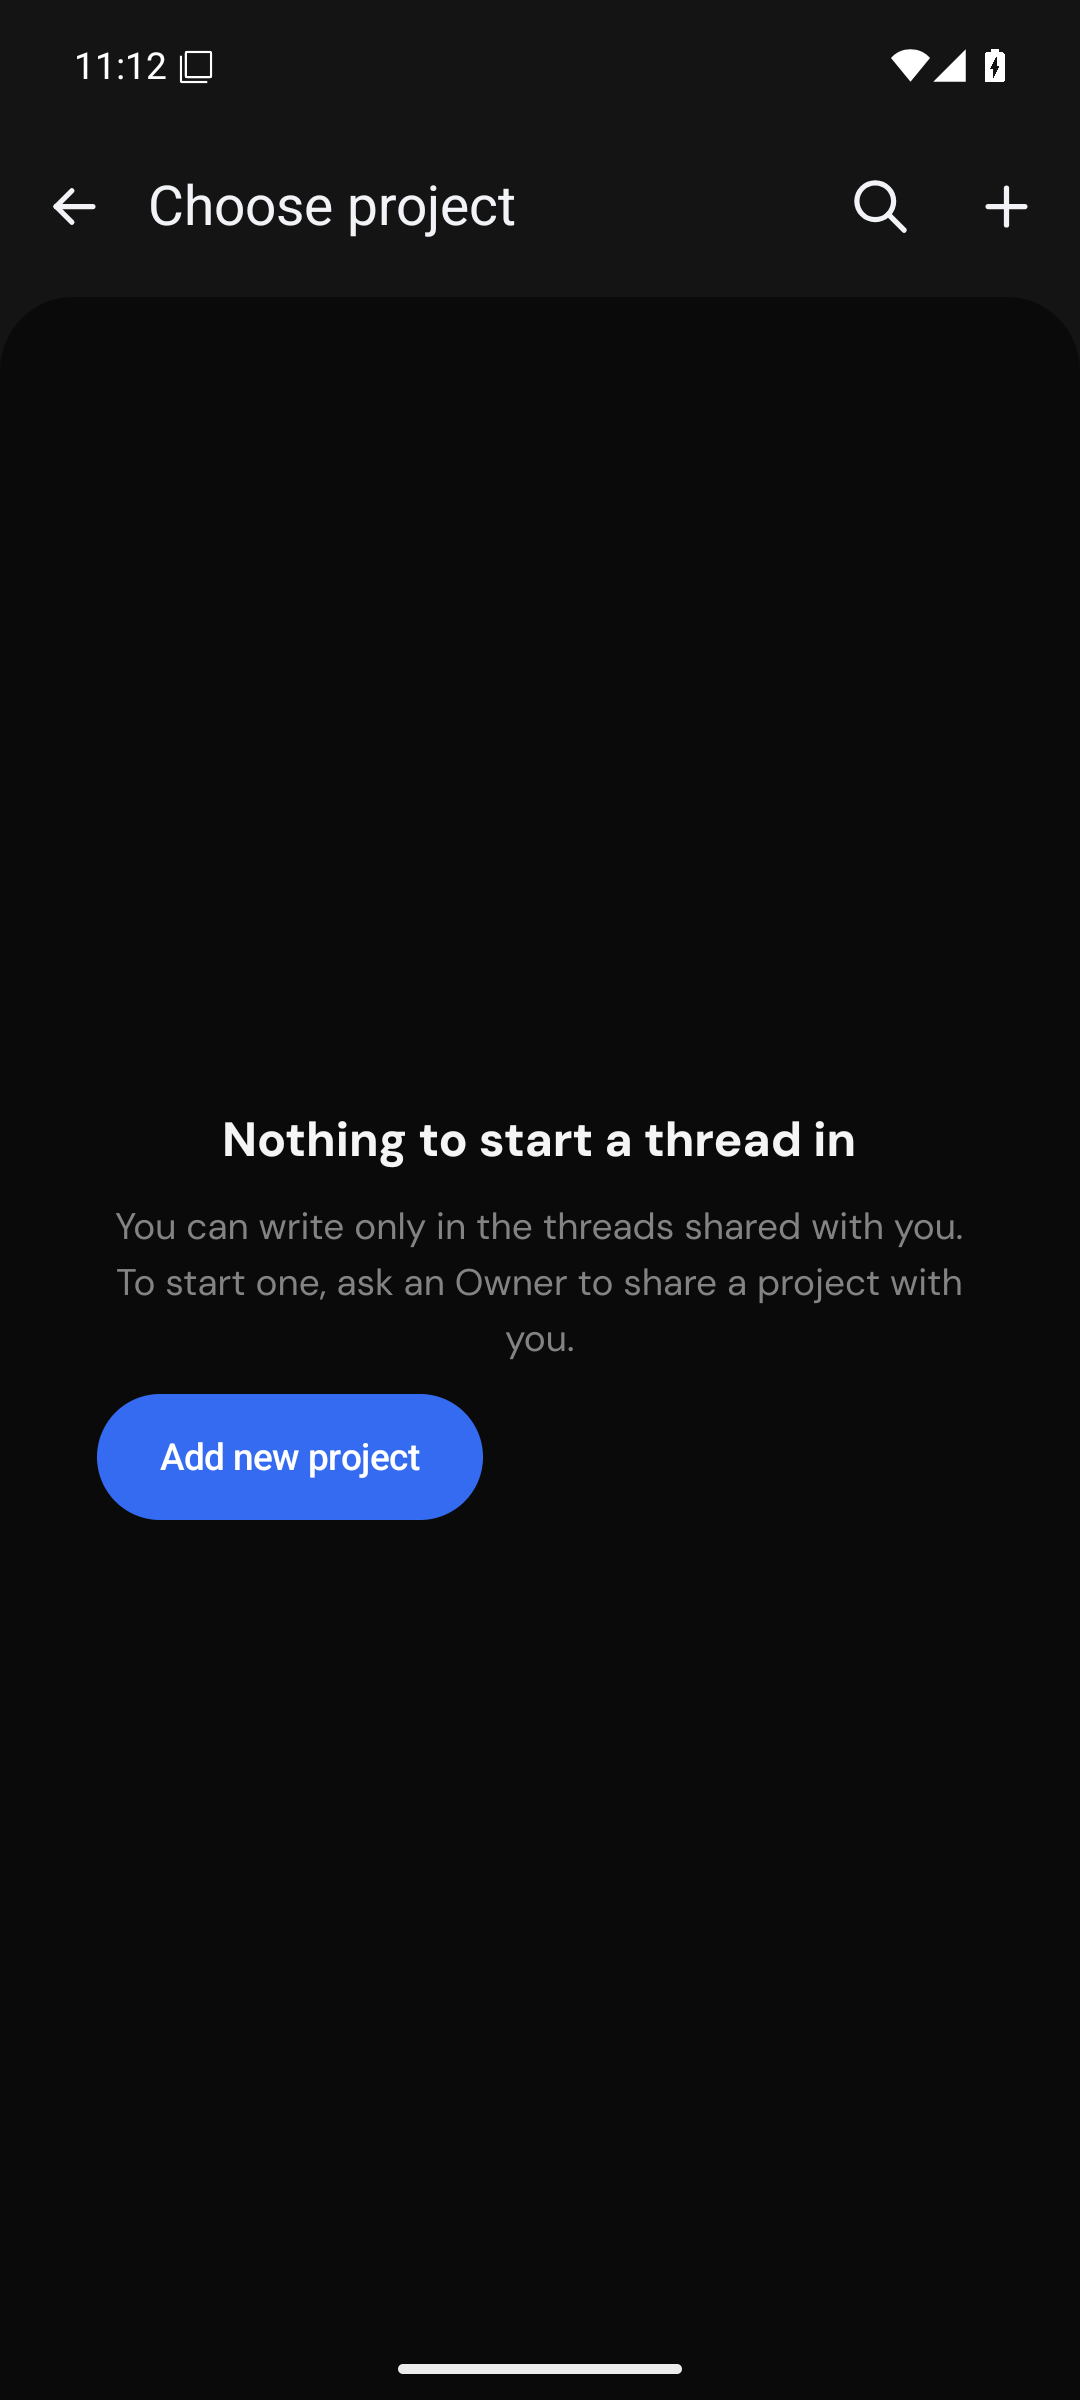 11:12
Choose project
Nothing to start a thread in
You can write only in the threads shared with you.
To start one, ask an Owner to share a project with
you.
Add new project